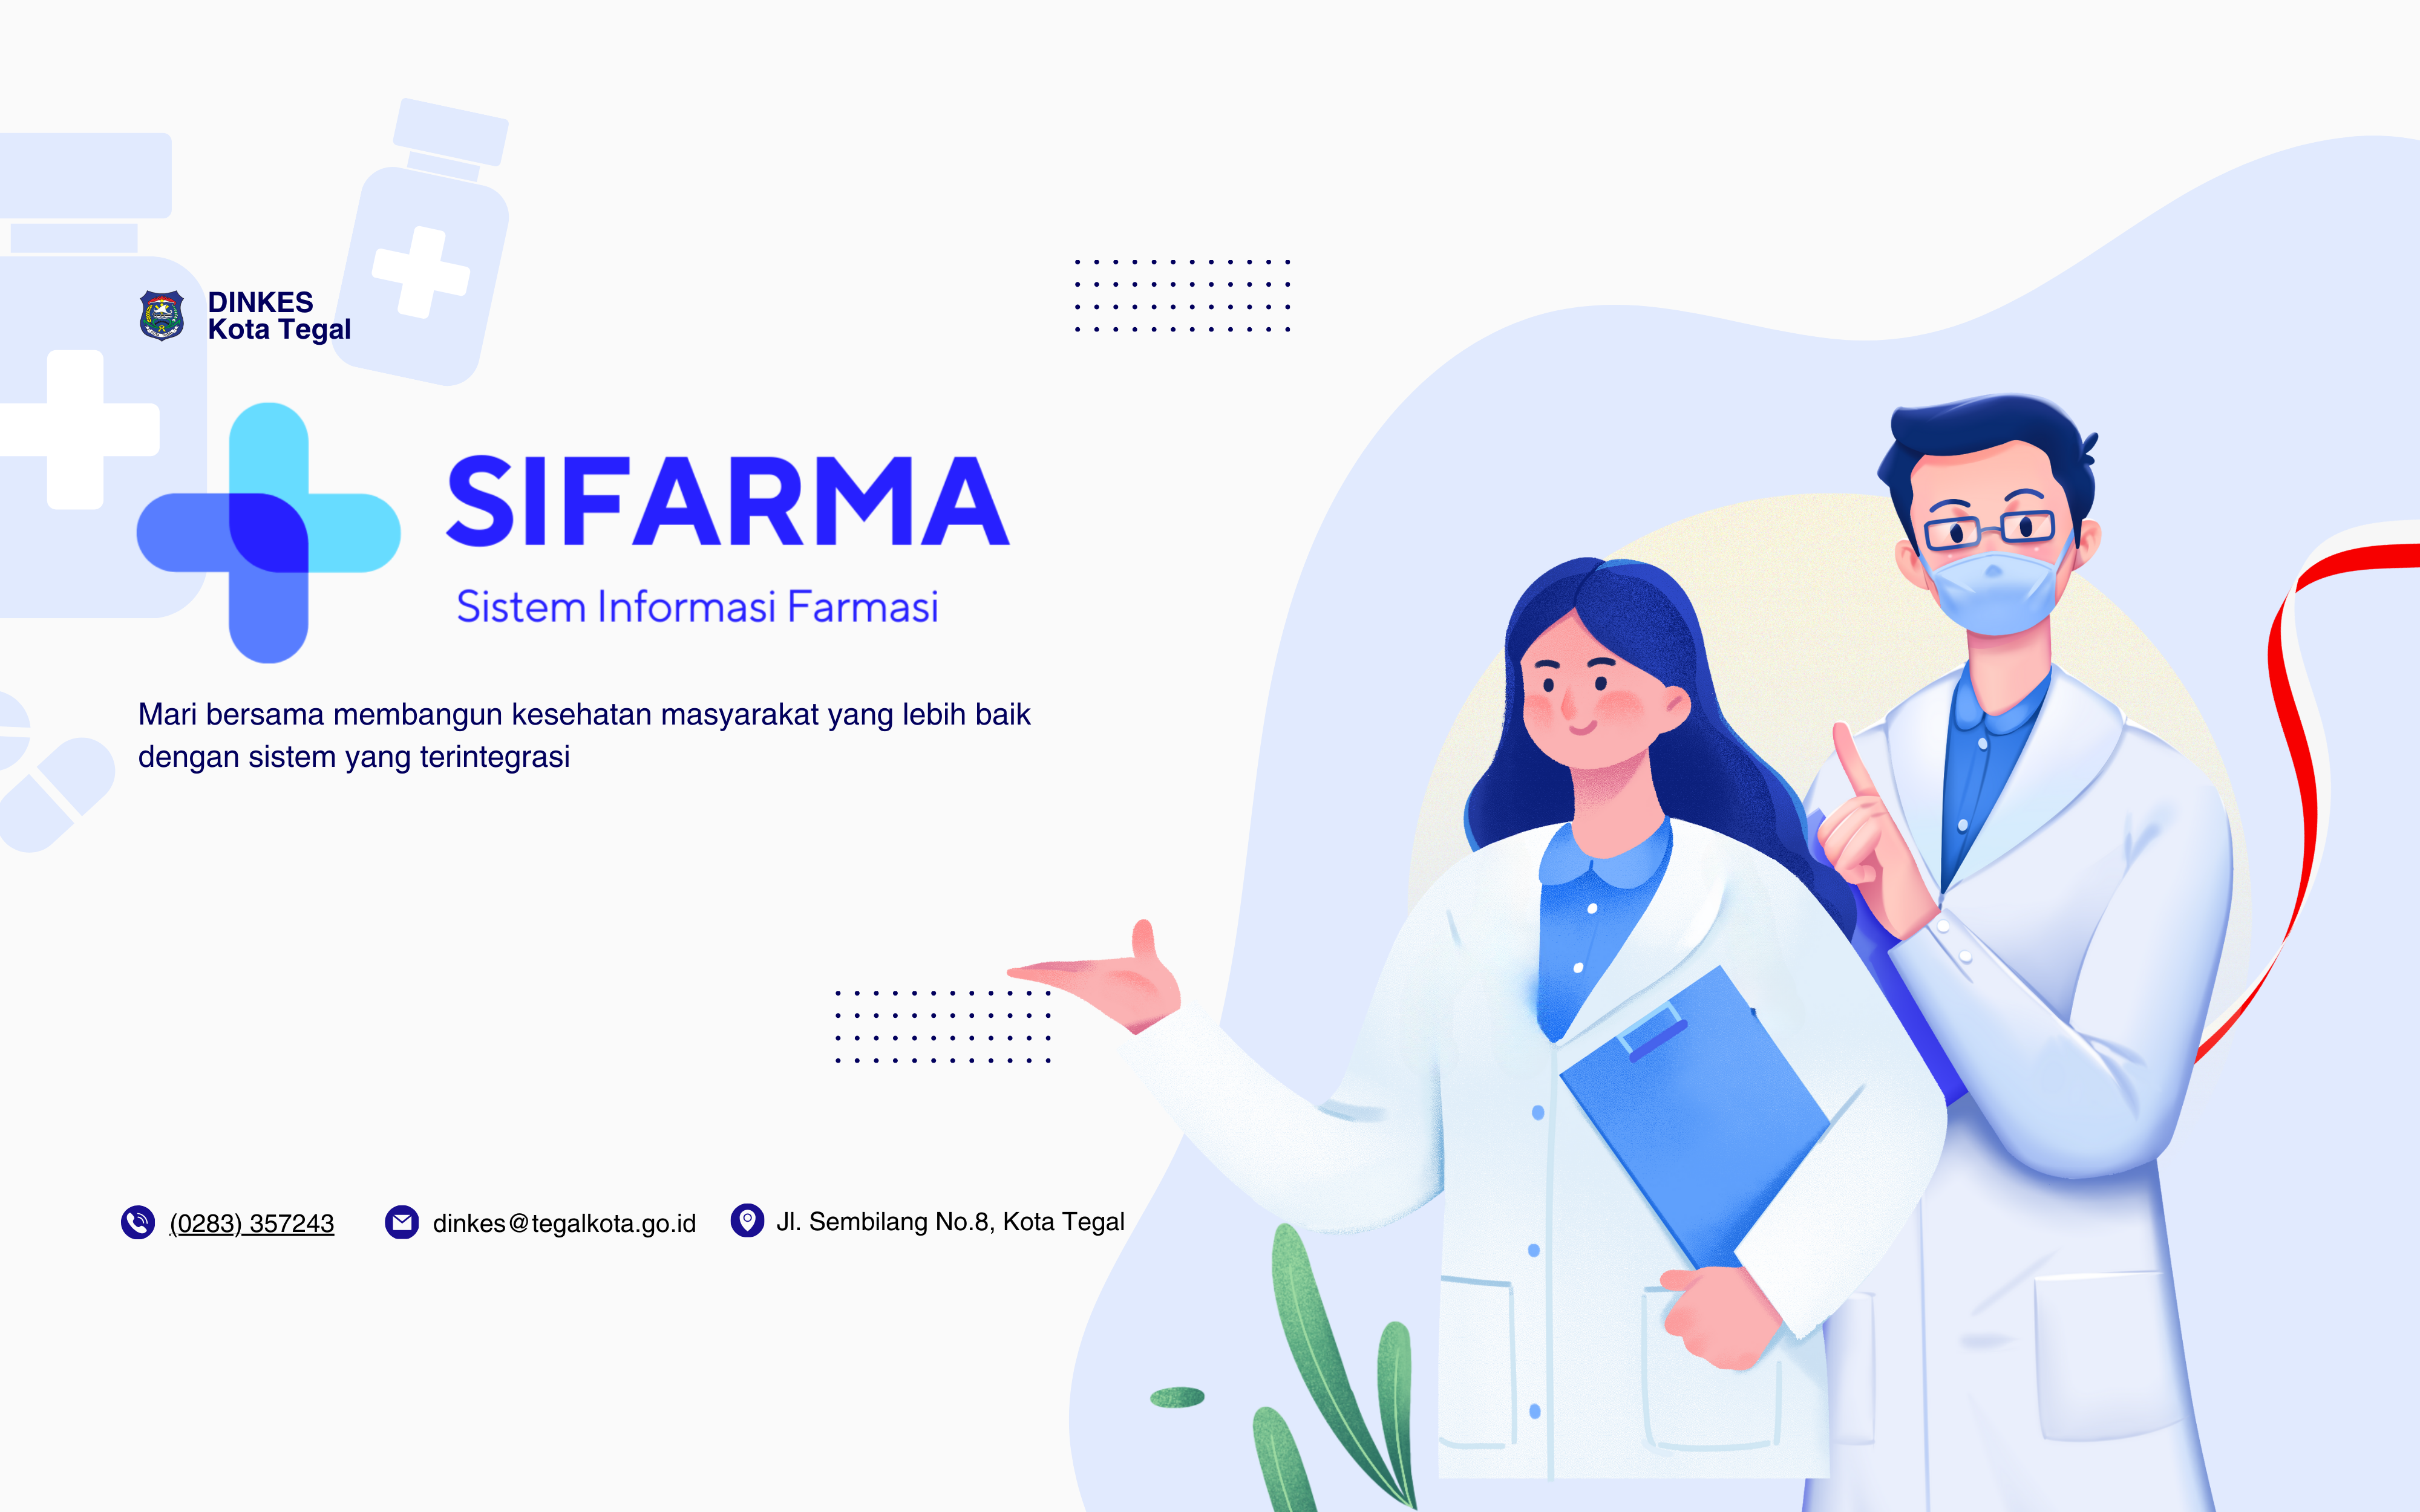 DINKES
Kota Tegal
SIFARMA
Sistem Informasi Farmasi
Mari bersama membangun kesehatan masyarakat yang lebih baik
dengan sistem yang terintegrasi
(0283) 357243
dinkes@tegalkota.go.id
Jl. Sembilang No.8, Kota Tegal